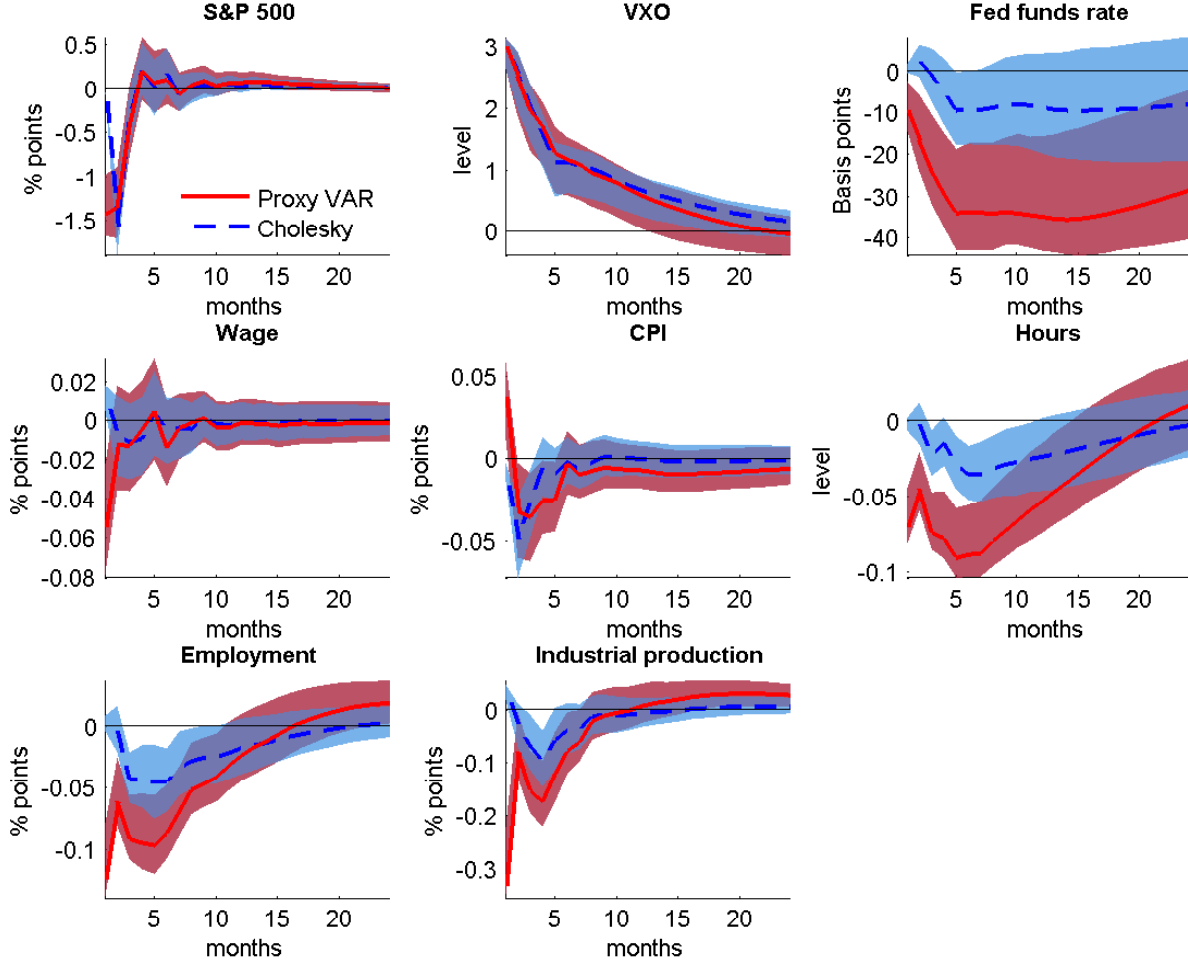 S&P 500
VXO
Fed funds rate
0.5
0
-0.5
-1
-1.5
% points
Proxy VAR
Cholesky
5
10
15
20
months
3
2
1
0
level
5
10
15
20
months
0
-10
-20
-30
-40
Basis points
5
10
15
20
months
Wage
CPI
Hours
0.02
0
-0.02
-0.04
-0.06
-0.08
% points
5
10
15
20
months
0.05
0
-0.05
% points
5
10
15
20
months
0
-0.05
-0.1
level
5
10
15
20
months
Employment
Industrial production
0
-0.05
-0.1
% points
5
10
15
20
months
0
-0.1
-0.2
-0.3
% points
5
10
15
20
months